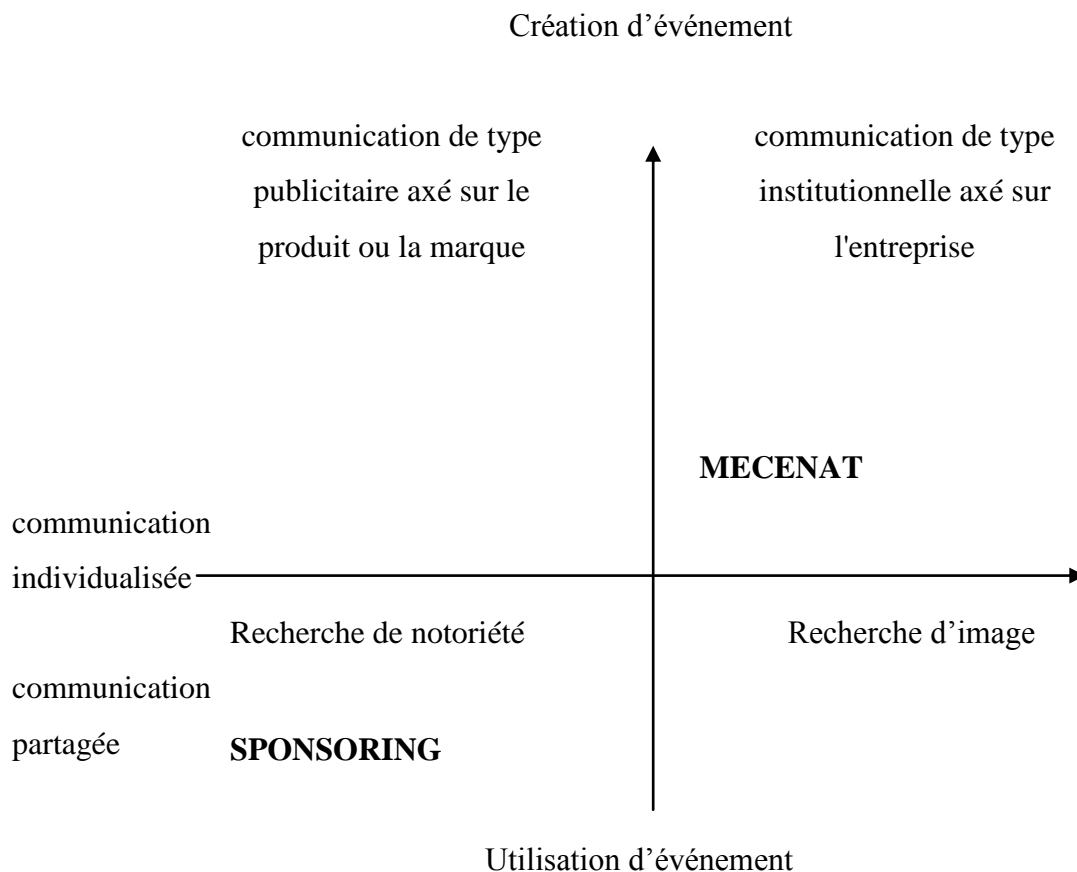 Création d’événement
communication de type
publicitaire axé sur le
produit ou la marque
communication de type
institutionnelle axé sur
l'entreprise
MECENAT
communication
individualisée
Recherche de notoriété
Recherche d’image
communication
partagée
SPONSORING
Utilisation d’événement